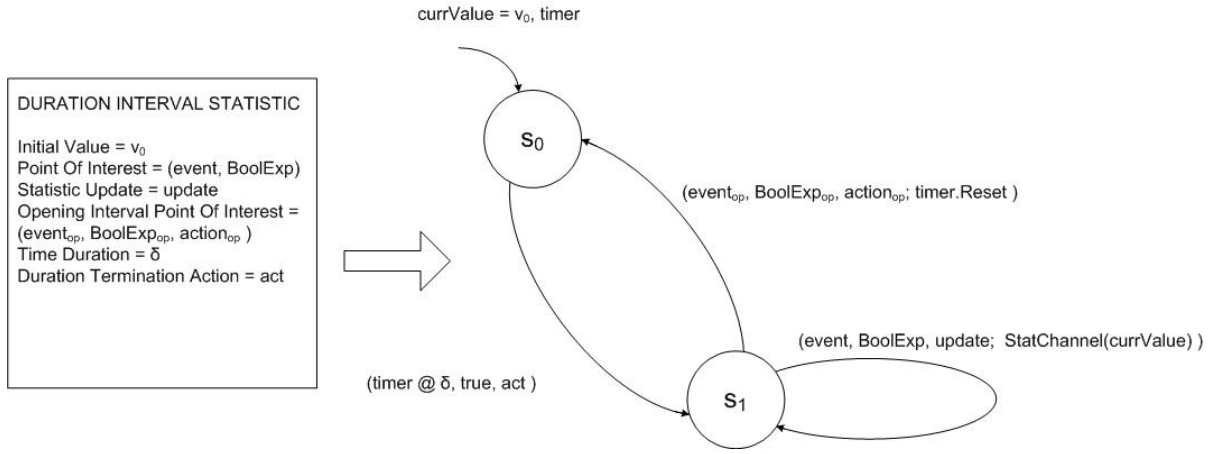 currValue = v₀, timer
DURATION INTERVAL STATISTIC
Initial Value = v₀
Point Of Interest = (event, BoolExp)
Statistic Update = update
Opening Interval Point Of Interest =
(eventₒₚ, BoolExpₒₚ, actionₒₚ )
Time Duration = δ
Duration Termination Action = act
s₀
(eventₒₚ, BoolExpₒₚ, actionₒₚ; timer.Reset )
(event, BoolExp, update; StatChannel(currValue) )
(timer @ δ, true, act )
s₁